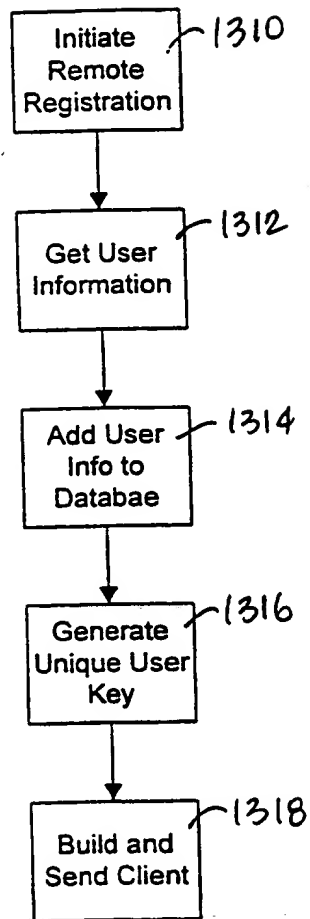 Initiate
Remote
Registration
1310
Get User
Information
1312
Add User
Info to
Databae
1314
Generate
Unique User
Key
1316
Build and
Send Client
1318